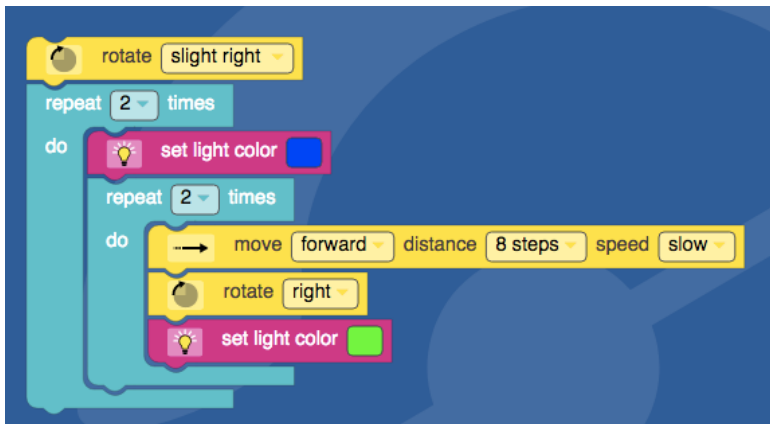 rotate slight right
repeat 2 times
do set light color
repeat 2 times
do move forward distance 8 steps speed slow
rotate right
set light color